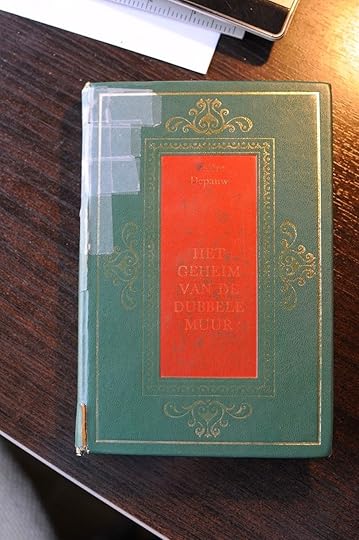 Depauw
HET
GEHEIM
VAN DE
DUBBELE
MUUR